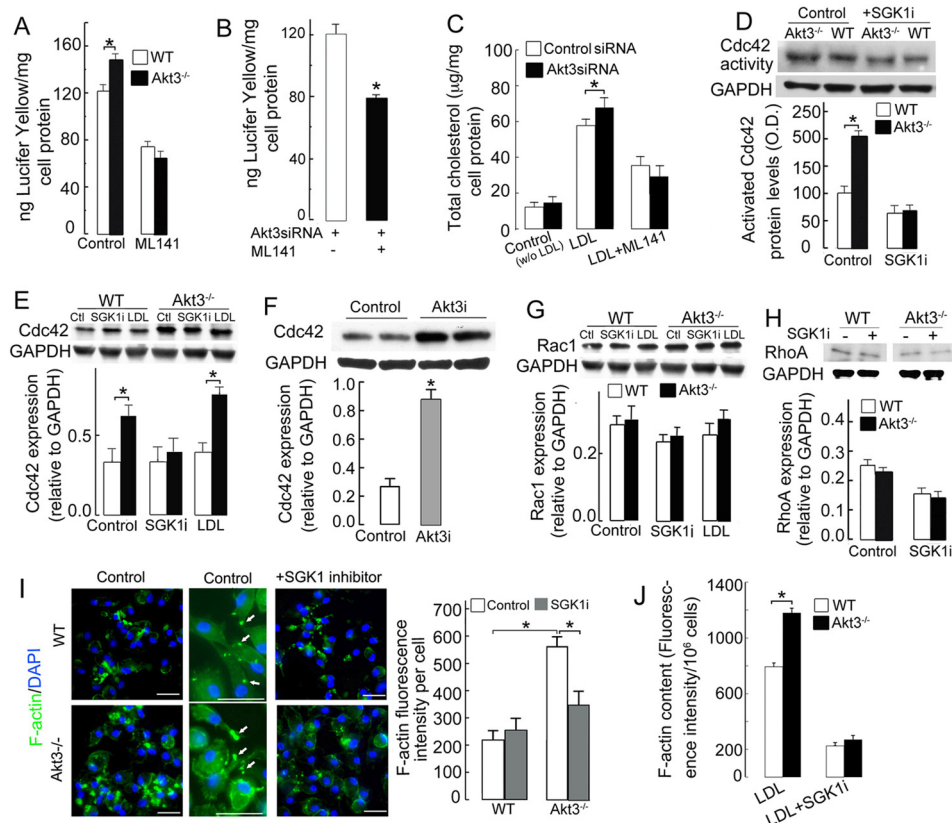 A
ng Lucifer Yellow/mg
cell protein
160
120
80
40
0
*
WT
Akt3-/-
Control
ML141
B
ng Lucifer Yellow/mg
cell protein
120
80
40
0
*
Akt3siRNA + +
ML141 - +
C
Total cholesterol (µg/mg
cell protein)
100
80
60
40
20
0
Control siRNA
Akt3siRNA
*
Control
(w/o LDL)
LDL
LDL+ML141
D
Control +SGK1i
Akt3-/- WT Akt3-/- WT
Cdc42
activity
GAPDH
Activated Cdc42
protein levels (O.D.)
500
250
100
50
0
WT
Akt3-/-
*
Control
SGK1i
E
WT Akt3-/-
Ctl SGK1i LDL Ctl SGK1i LDL
Cdc42
GAPDH
Cdc42 expression
(relative to GAPDH)
0.5
0.0
*
*
Control
SGK1i
LDL
F
Control Akt3i
Cdc42
GAPDH
Cdc42 expression
(relative to GAPDH)
1.0
0.8
0.6
0.4
0.2
0.0
*
Akt3i
G
WT Akt3-/-
Ctl SGK1i LDL Ctl SGK1i LDL
Rac1
GAPDH
Rac1 expression
(relative to GAPDH)
0.2
0.0
WT
Akt3-/-
Control
SGK1i
LDL
H
WT Akt3-/-
SGK1i - + - +
RhoA
GAPDH
RhoA expression
(relative to GAPDH)
0.4
0.3
0.2
0.1
0.0
WT
Akt3-/-
Control
SGK1i
I
Control
Control
+SGK1 inhibitor
F-actin/DAPI
WT
Akt3-/-
F-actin fluorescence
intensity per cell
700
600
500
400
300
200
100
0
Control
SGK1i
*
*
WT
Akt3-/-
J
F-actin content (Fluoresc-
ence intensity/10⁶ cells)
1400
1000
600
200
0
WT
Akt3-/-
*
LDL
LDL+SGK1i